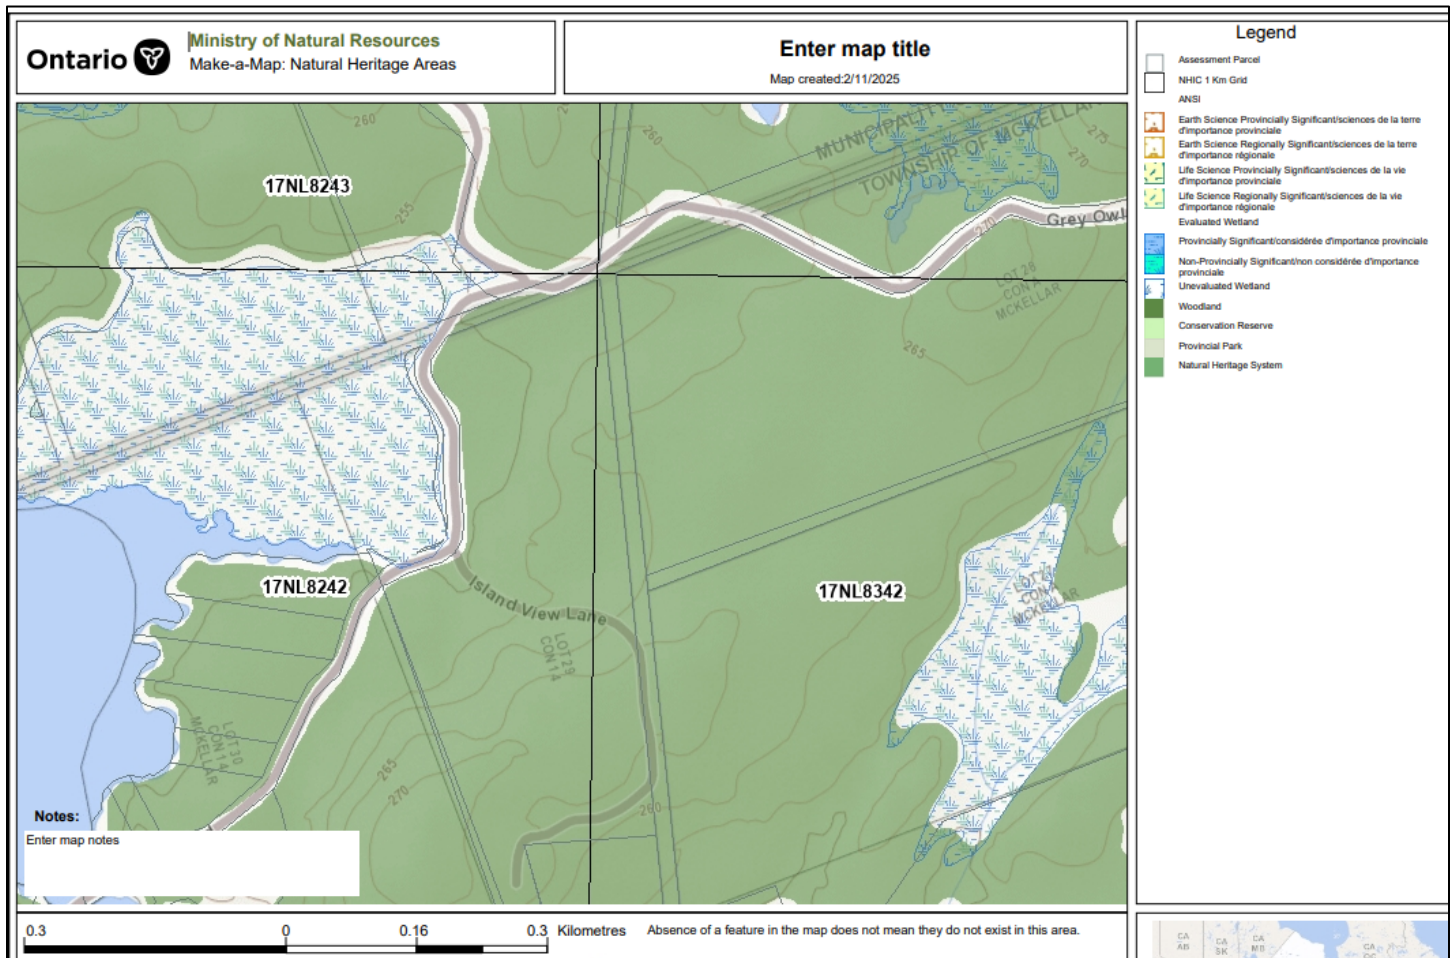 Ontario
Ministry of Natural Resources
Make-a-Map: Natural Heritage Areas
Enter map title
Map created:2/11/2025
Legend
Assessment Parcel
NHIC 1 Km Grid
ANSI
Earth Science Provincially Significant/sciences de la terre
d'importance provinciale
Earth Science Regionally Significant/sciences de la terre
d'importance régionale
Life Science Provincially Significant/sciences de la vie
d'importance provinciale
Life Science Regionally Significant/sciences de la vie
d'importance régionale
Evaluated Wetland
Provincially Significant/considérée d'importance provinciale
Non-Provincially Significant/non considérée d'importance
provinciale
Unevaluated Wetland
Woodland
Conservation Reserve
Provincial Park
Natural Heritage System
260
260
275
270
MUNICIPALITY
TOWNSHIP OF MCKELLAR
17NL8243
255
270
Grey Owl
LOT 28
MCKELLAR
265
17NL8242
17NL8342
Island View Lane
LOT 29
CON 14
MCKELLAR
LOT 30
CON 14
MCKELLAR
265
270
260
Notes:
Enter map notes
0.3
0
0.16
0.3
Kilometres
Absence of a feature in the map does not mean they do not exist in this area.
CA
AB
CA
SK
CA
MB
CA